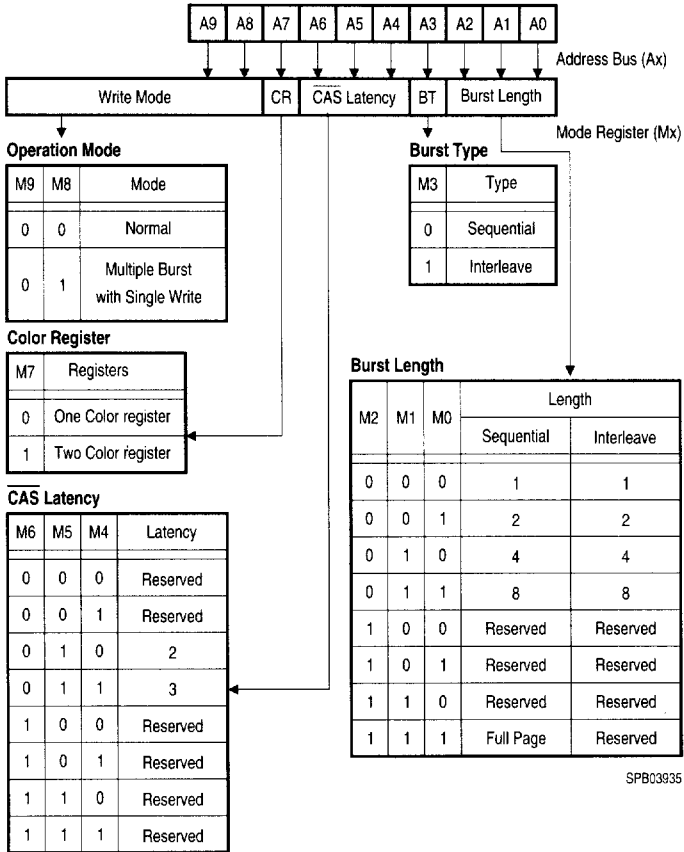 A9 A8 A7 A6 A5 A4 A3 A2 A1 A0
Address Bus (Ax)
Write Mode CR CAS Latency BT Burst Length
Mode Register (Mx)
Operation Mode
M9 M8 Mode
0 0 Normal
0 1 Multiple Burst
with Single Write
Burst Type
M3 Type
0 Sequential
1 Interleave
Color Register
M7 Registers
0 One Color register
1 Two Color register
Burst Length
M2 M1 M0 Length
Sequential Interleave
0 0 0 1 1
0 0 1 2 2
0 1 0 4 4
0 1 1 8 8
1 0 0 Reserved Reserved
1 0 1 Reserved Reserved
1 1 0 Reserved Reserved
1 1 1 Full Page Reserved
CAS Latency
M6 M5 M4 Latency
0 0 0 Reserved
0 0 1 Reserved
0 1 0 2
0 1 1 3
1 0 0 Reserved
1 0 1 Reserved
1 1 0 Reserved
1 1 1 Reserved
SPB03935